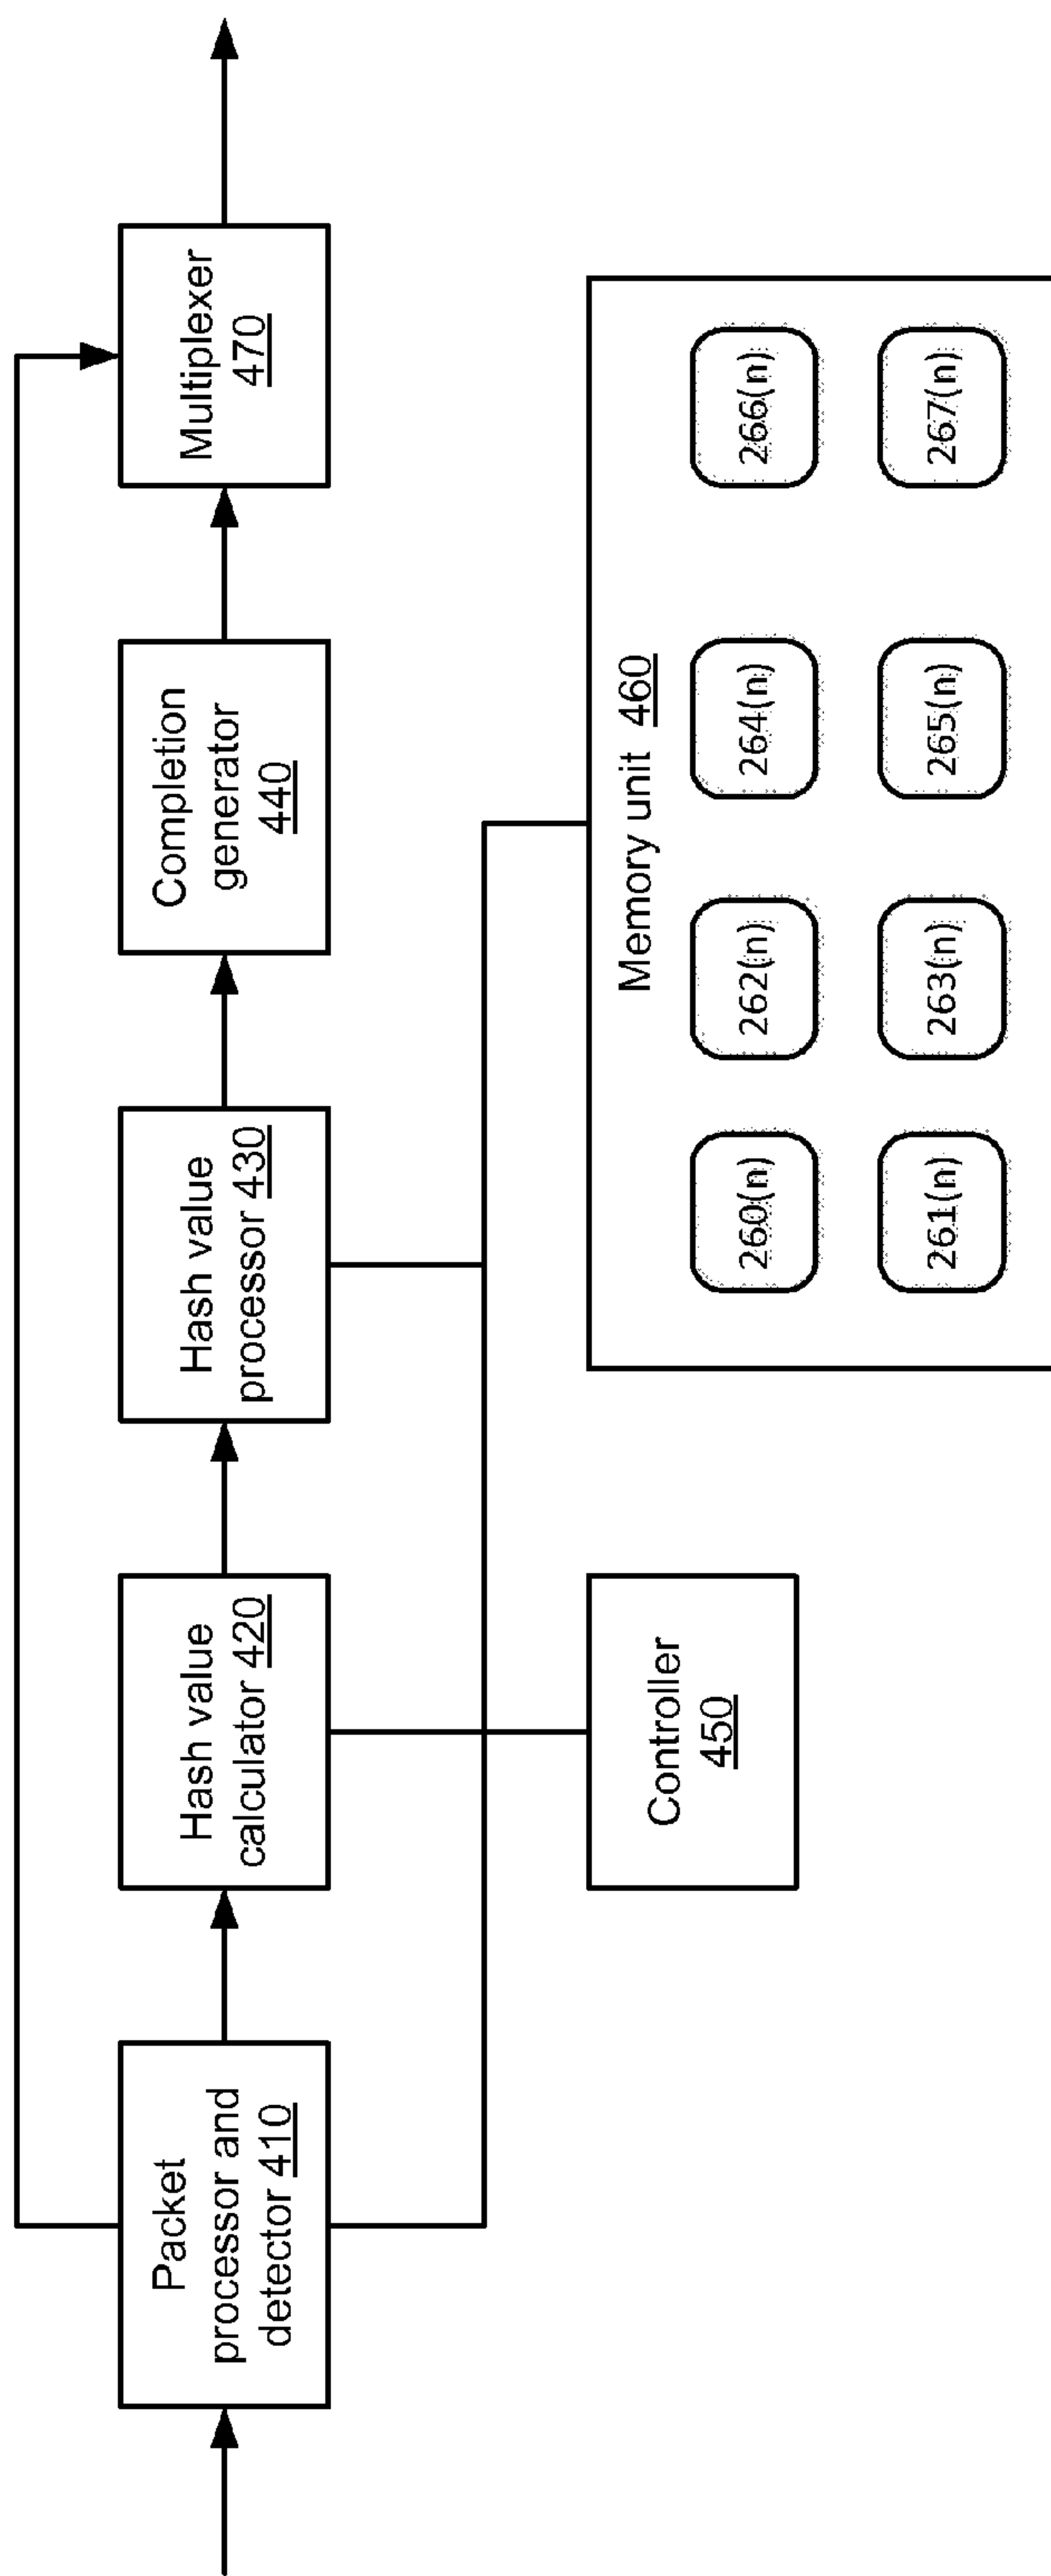 Packet
processor and
detector 410
Hash value
calculator 420
Hash value
processor 430
Completion
generator
440
Multiplexer
470
Controller
450
Memory unit 460
260(n)
262(n)
264(n)
266(n)
261(n)
263(n)
265(n)
267(n)